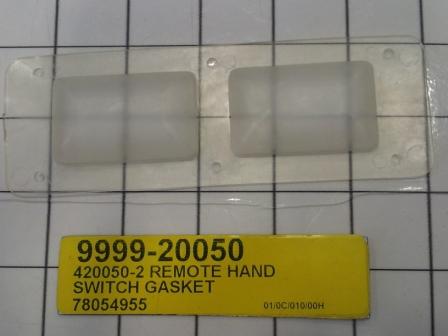 9999-20050
420050-2 REMOTE HAND
SWITCH GASKET
78054955 01/0C/010/00H